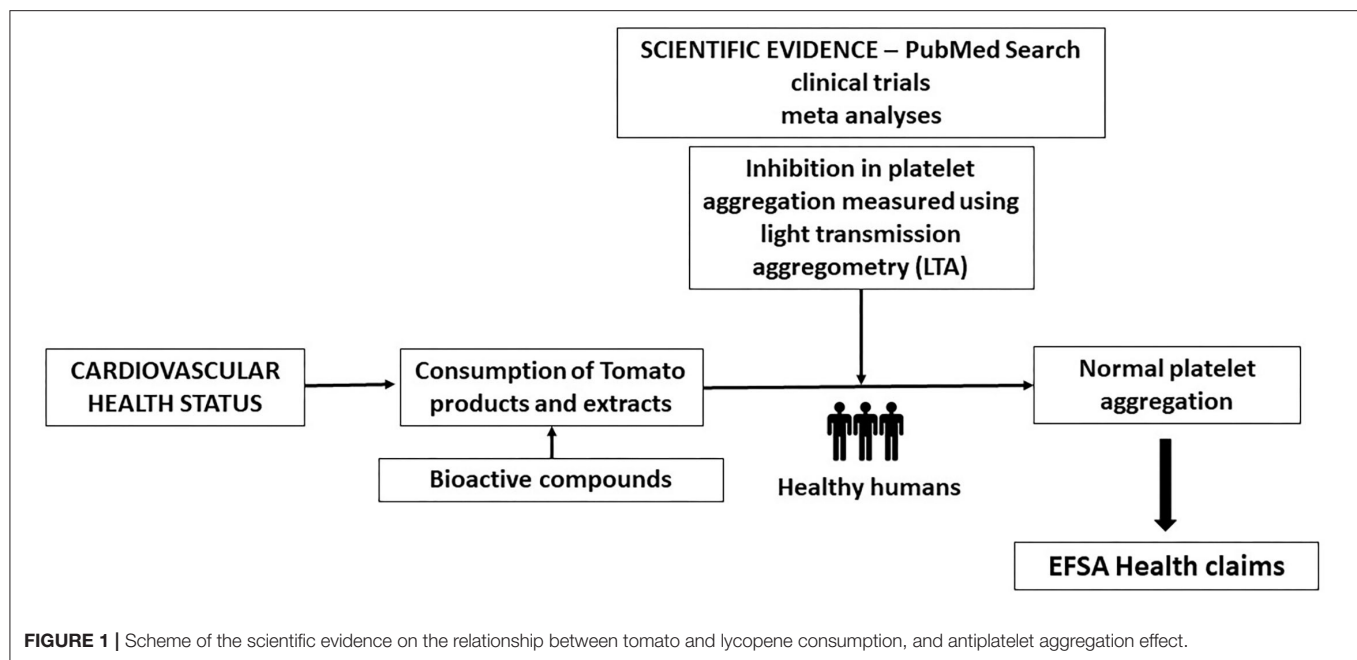 SCIENTIFIC EVIDENCE – PubMed Search
clinical trials
meta analyses
Inhibition in platelet
aggregation measured using
light transmission
aggregometry (LTA)
CARDIOVASCULAR
HEALTH STATUS
Consumption of Tomato
products and extracts
Normal platelet
aggregation
Bioactive compounds
Healthy humans
EFSA Health claims
FIGURE 1 | Scheme of the scientific evidence on the relationship between tomato and lycopene consumption, and antiplatelet aggregation effect.